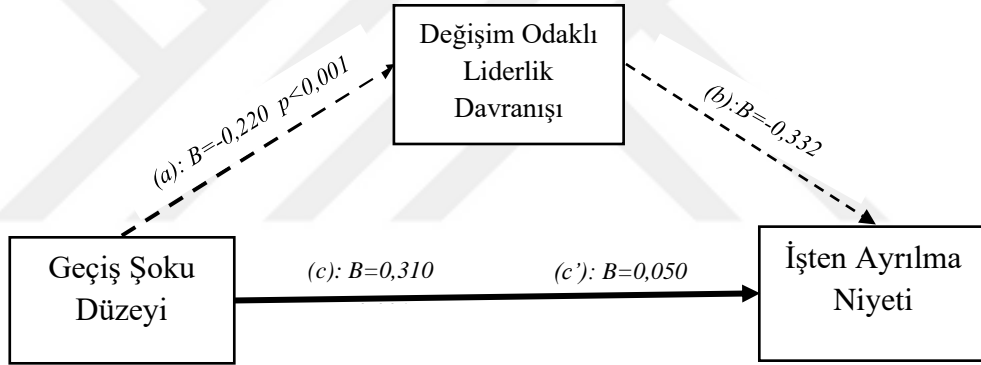 Değişim Odaklı
Liderlik
Davranışı
(a): B=-0,220 p<0,001
(b):B=-0,332
Geçiş Şoku
Düzeyi
(c): B=0,310
(c’): B=0,050
İşten Ayrılma
Niyeti